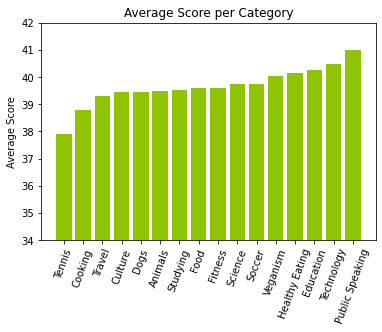 Average Score per Category
Average Score
42
41
40
39
38
37
36
35
34
Tennis
Cooking
Travel
Culture
Dogs
Animals
Studying
Food
Fitness
Science
Soccer
Veganism
Healthy Eating
Education
Technology
Public Speaking